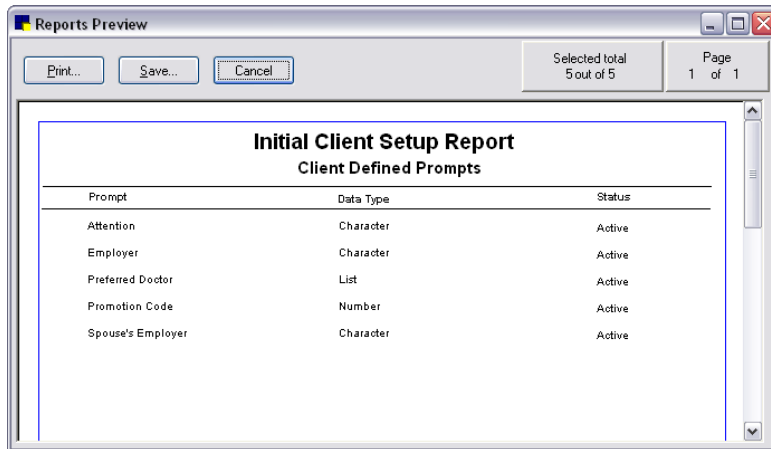 Reports Preview
Print... Save... Cancel
Selected total
5 out of 5
Page
1 of 1
Initial Client Setup Report
Client Defined Prompts
Prompt Data Type Status
Attention Character Active
Employer Character Active
Preferred Doctor List Active
Promotion Code Number Active
Spouse's Employer Character Active